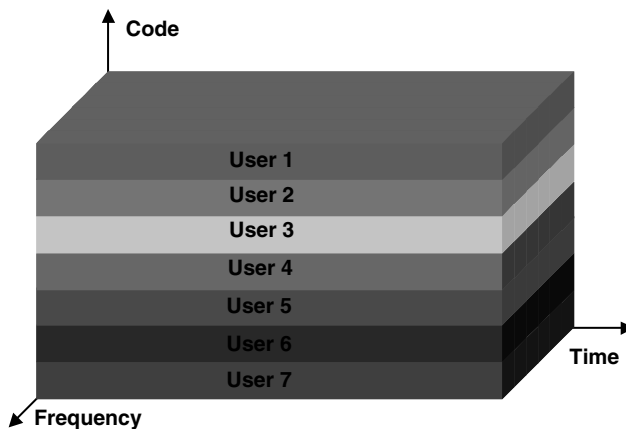 Code
User 1
User 2
User 3
User 4
User 5
User 6
User 7
Time
Frequency